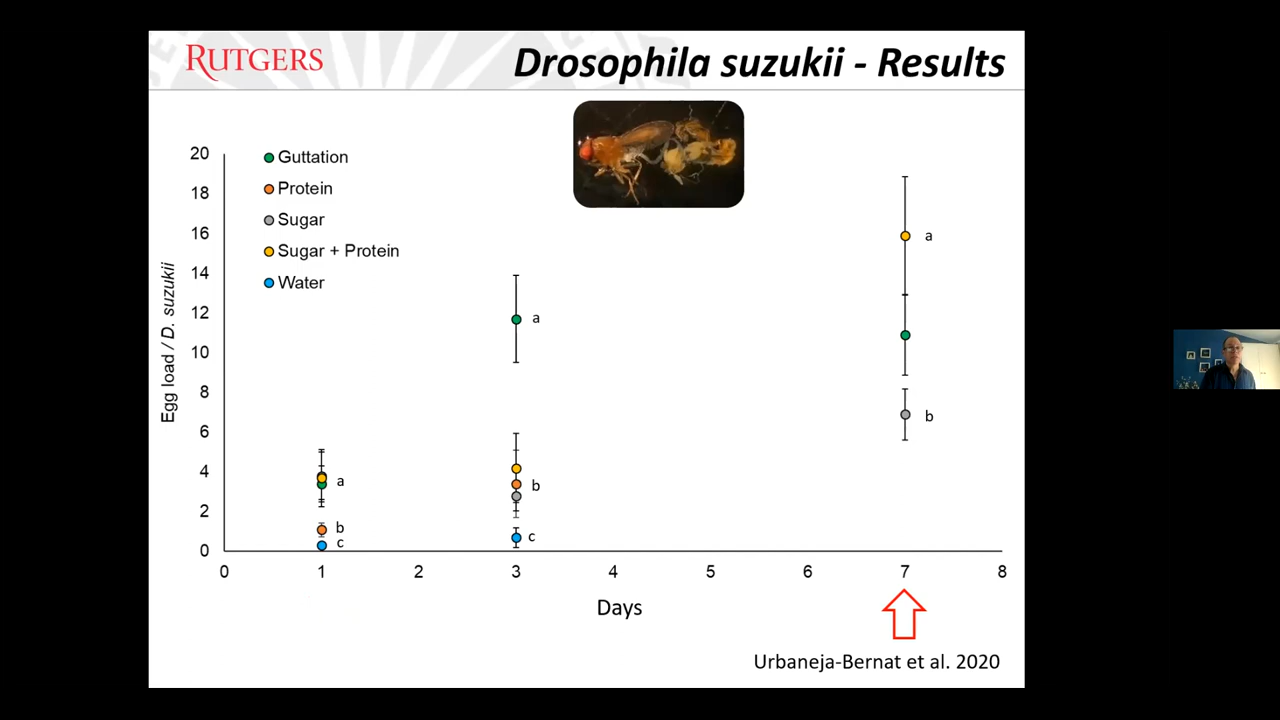 RUTGERS
Drosophila suzukii - Results
Guttation
Protein
Sugar
Sugar + Protein
Water
Egg load / D. suzukii
20
18
16
14
12
10
8
6
4
2
0
a
b
c
a
b
c
a
b
0 1 2 3 4 5 6 7 8
Days
Urbaneja-Bernat et al. 2020